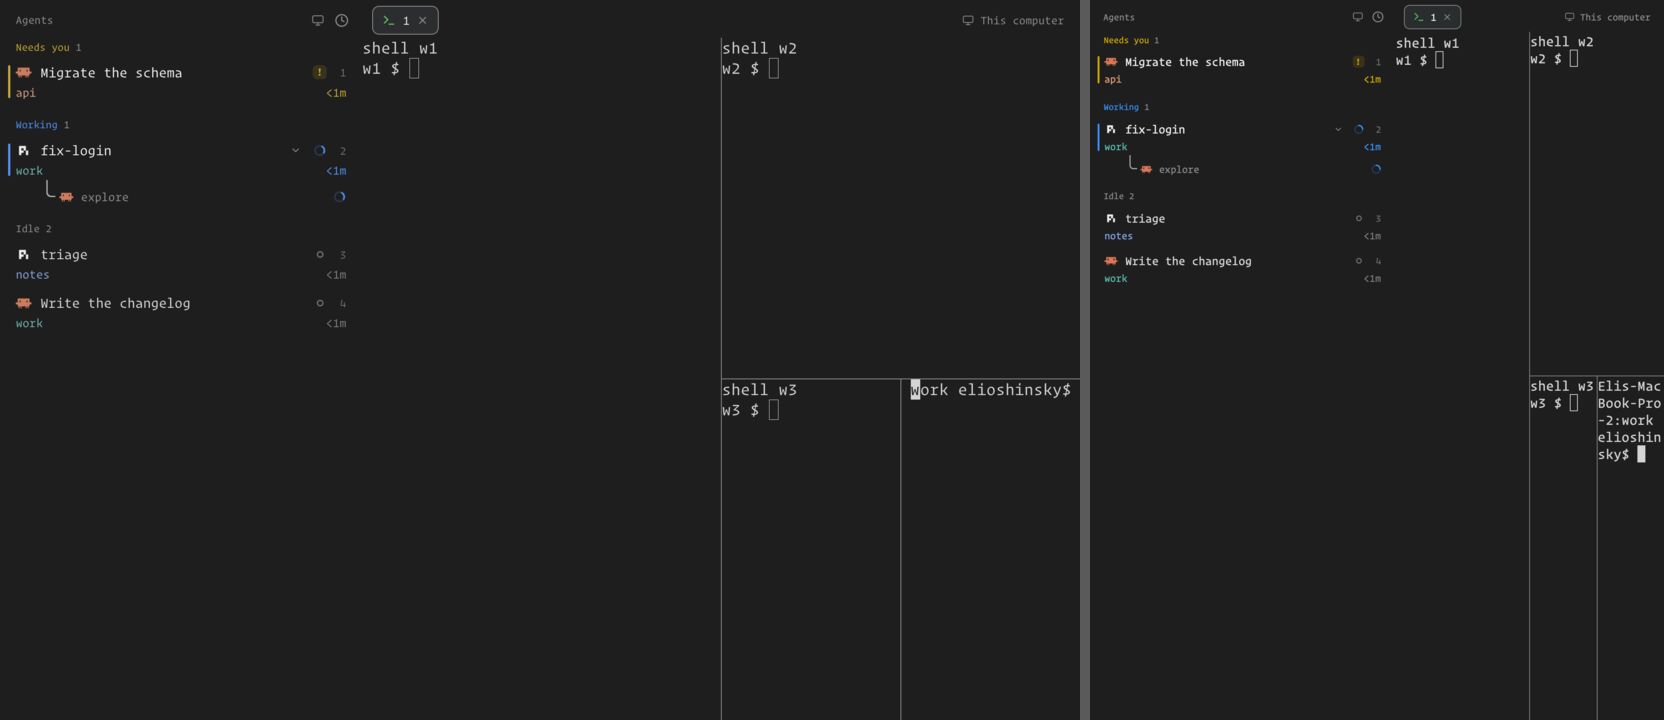 Agents
1
This computer
Needs you 1
Migrate the schema ! 1
api <1m
Working 1
fix-login 2
work <1m
explore
Idle 2
triage 3
notes <1m
Write the changelog 4
work <1m
shell w1
w1 $
shell w2
w2 $
shell w3
w3 $
work elioshinsky$
Agents
1
This computer
Needs you 1
Migrate the schema ! 1
api <1m
Working 1
fix-login 2
work <1m
explore
Idle 2
triage 3
notes <1m
Write the changelog 4
work <1m
shell w1
w1 $
shell w2
w2 $
shell w3
w3 $
Elis-Mac
Book-Pro
-2:work
elioshin
sky$